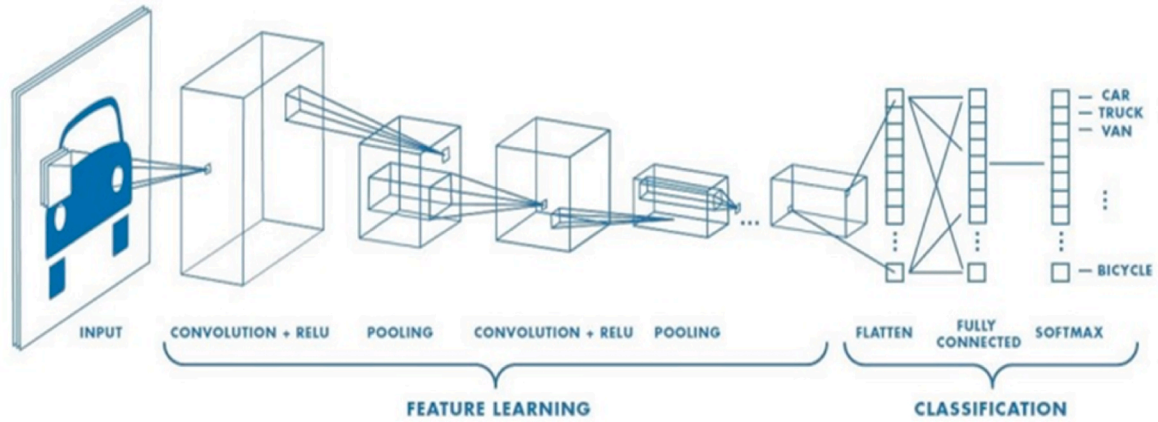 CAR
TRUCK
VAN
BICYCLE
INPUT
CONVOLUTION + RELU
POOLING
CONVOLUTION + RELU
POOLING
FLATTEN
FULLY
CONNECTED
SOFTMAX
FEATURE LEARNING
CLASSIFICATION